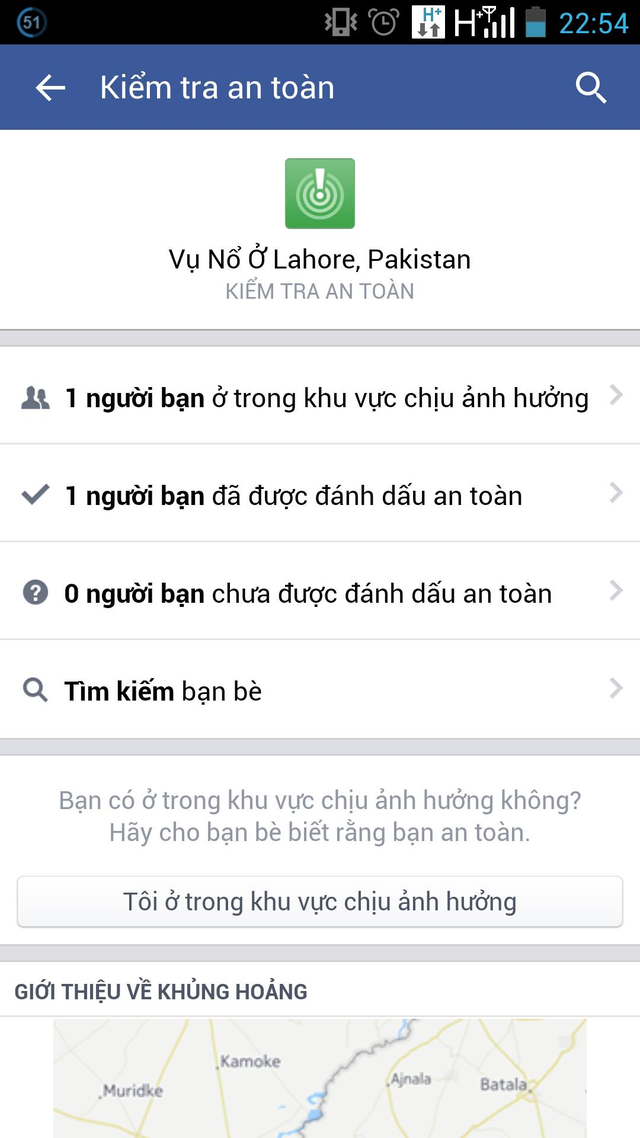 51
H+
H+
22:54
Kiểm tra an toàn
Vụ Nổ Ở Lahore, Pakistan
KIỂM TRA AN TOÀN
1 người bạn ở trong khu vực chịu ảnh hưởng
1 người bạn đã được đánh dấu an toàn
0 người bạn chưa được đánh dấu an toàn
Tìm kiếm bạn bè
Bạn có ở trong khu vực chịu ảnh hưởng không?
Hãy cho bạn bè biết rằng bạn an toàn.
Tôi ở trong khu vực chịu ảnh hưởng
GIỚI THIỆU VỀ KHỦNG HOẢNG
Kamoke
Muridke
Ajnala
Batala